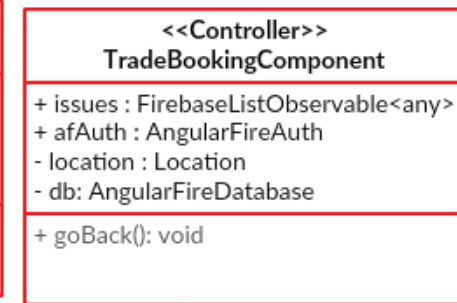 <<Controller>>
TradeBookingComponent
+ issues : FirebaseListObservable<any>
+ afAuth : AngularFireAuth
- location : Location
- db: AngularFireDatabase
+ goBack(): void